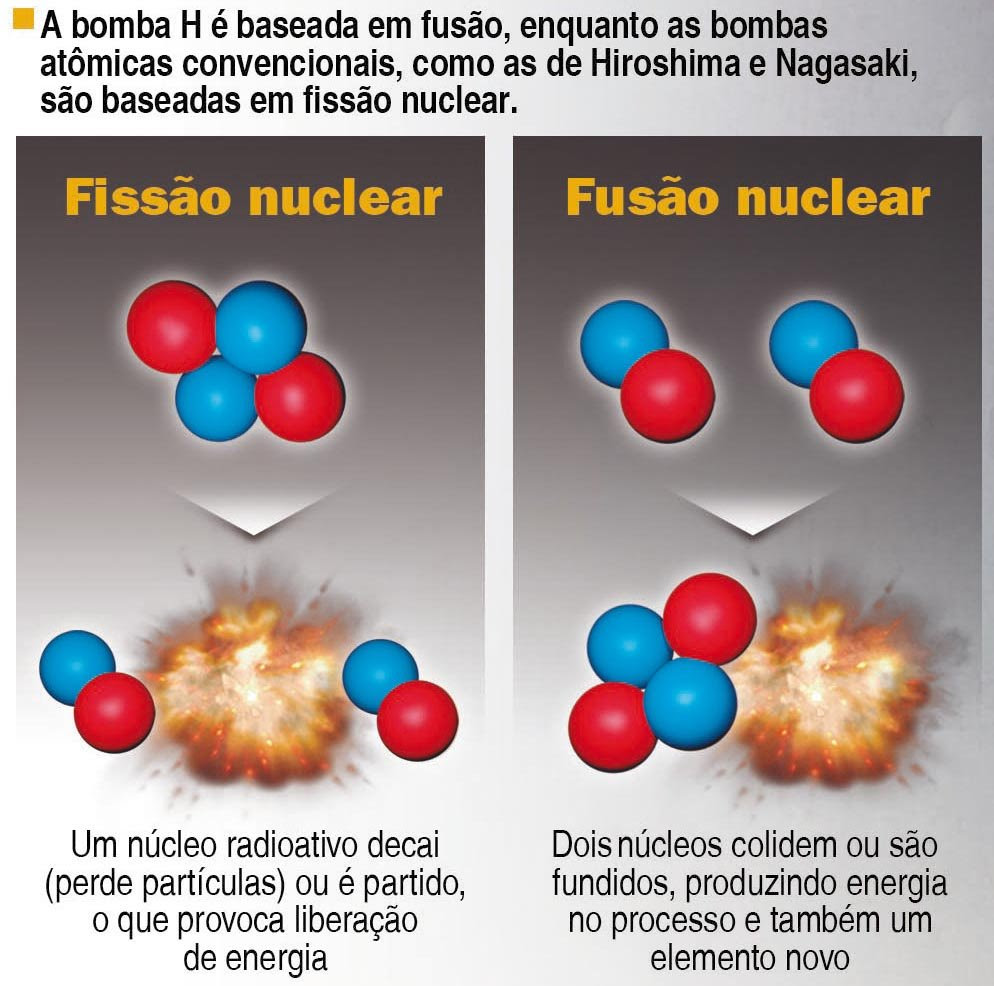 A bomba H é baseada em fusão, enquanto as bombas
atômicas convencionais, como as de Hiroshima e Nagasaki,
são baseadas em fissão nuclear.
Fissão nuclear
Um núcleo radioativo decai
(perde partículas) ou é partido,
o que provoca liberação
de energia
Fusão nuclear
Dois núcleos colidem ou são
fundidos, produzindo energia
no processo e também um
elemento novo